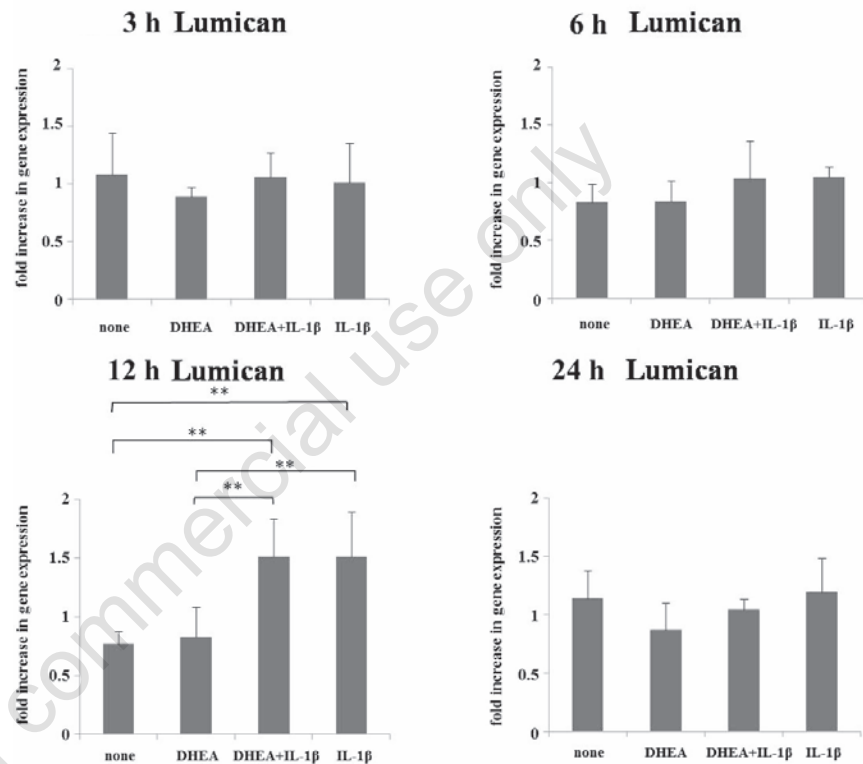 3 h Lumican
6 h Lumican
fold increase in gene expression
2
1.5
1
0.5
0
none DHEA DHEA+IL-1β IL-1β
fold increase in gene expression
2
1.5
1
0.5
0
none DHEA DHEA+IL-1β IL-1β
12 h Lumican
24 h Lumican
**
**
**
**
fold increase in gene expression
2
1.5
1
0.5
0
none DHEA DHEA+IL-1β IL-1β
fold increase in gene expression
2
1.5
1
0.5
0
none DHEA DHEA+IL-1β IL-1β
commercial use only